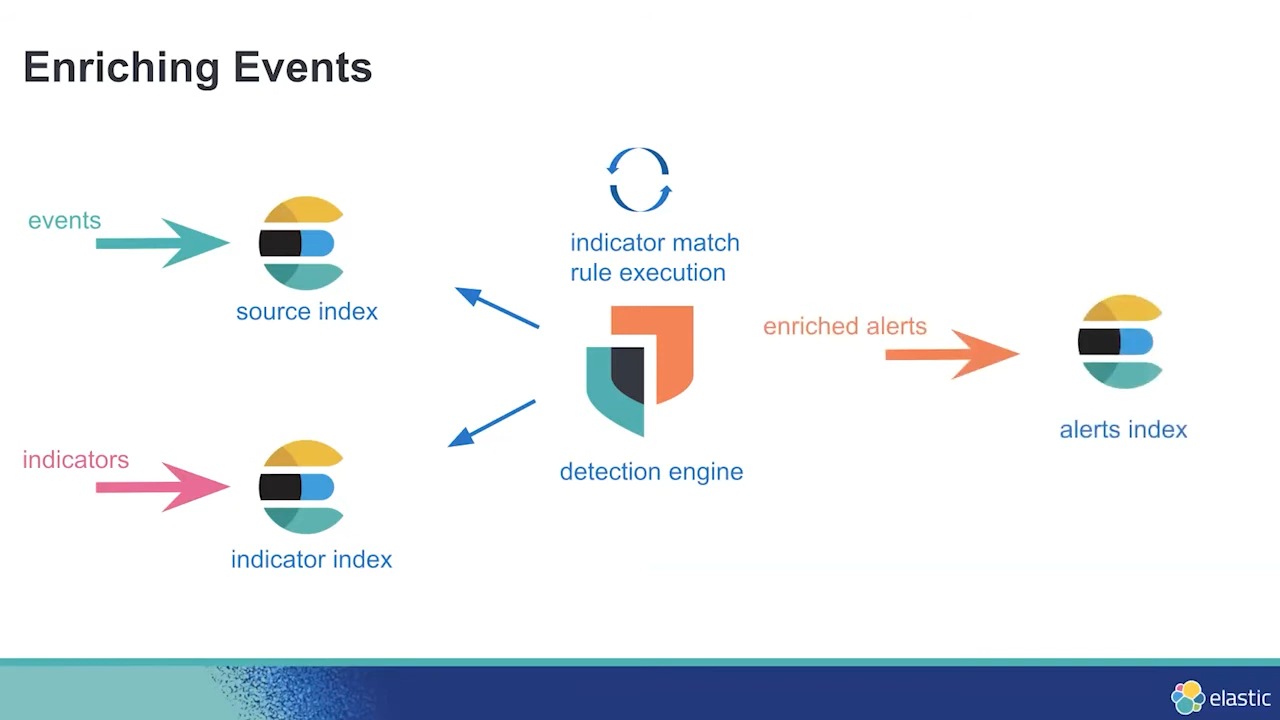 Enriching Events
events
source index
indicator match
rule execution
enriched alerts
detection engine
alerts index
indicators
indicator index
elastic